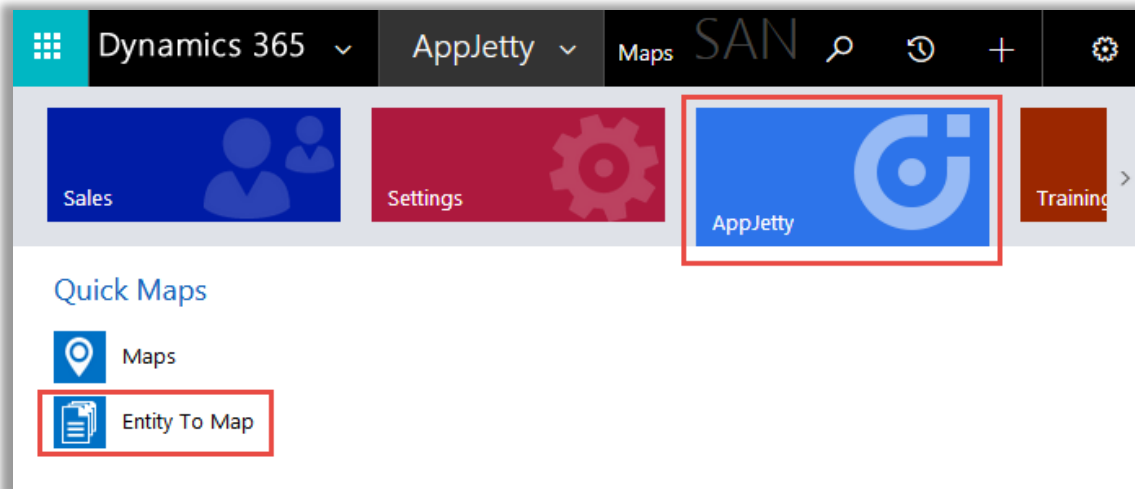 Dynamics 365 AppJetty Maps SAN
Sales Settings AppJetty Training
Quick Maps
Maps
Entity To Map